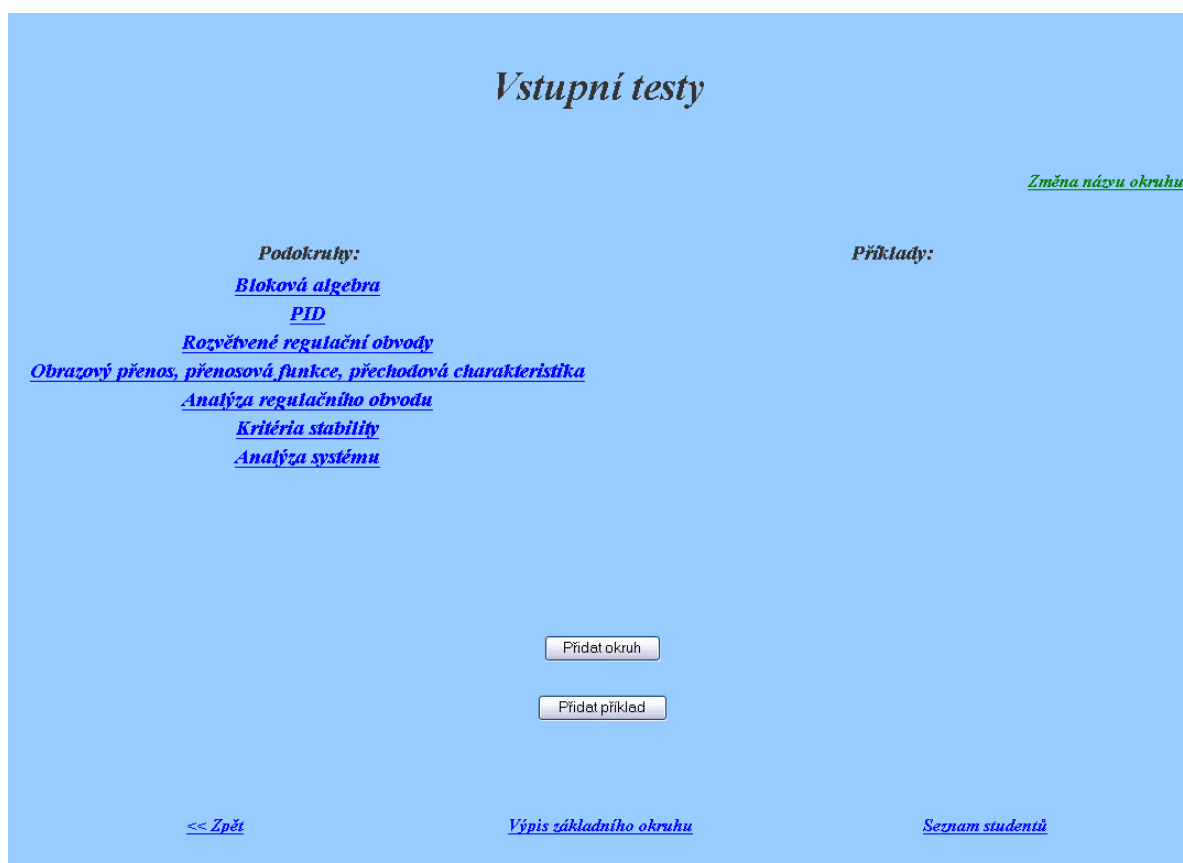 Vstupní testy
Změna názvu okruhu
Podokruhy:
Příklady:
Bloková algebra
PID
Rozvětvené regulační obvody
Obrazový přenos, přenosová funkce, přechodová charakteristika
Analýza regulačního obvodu
Kritéria stability
Analýza systému
Přidat okruh
Přidat příklad
<< Zpět
Výpis základního okruhu
Seznam studentů